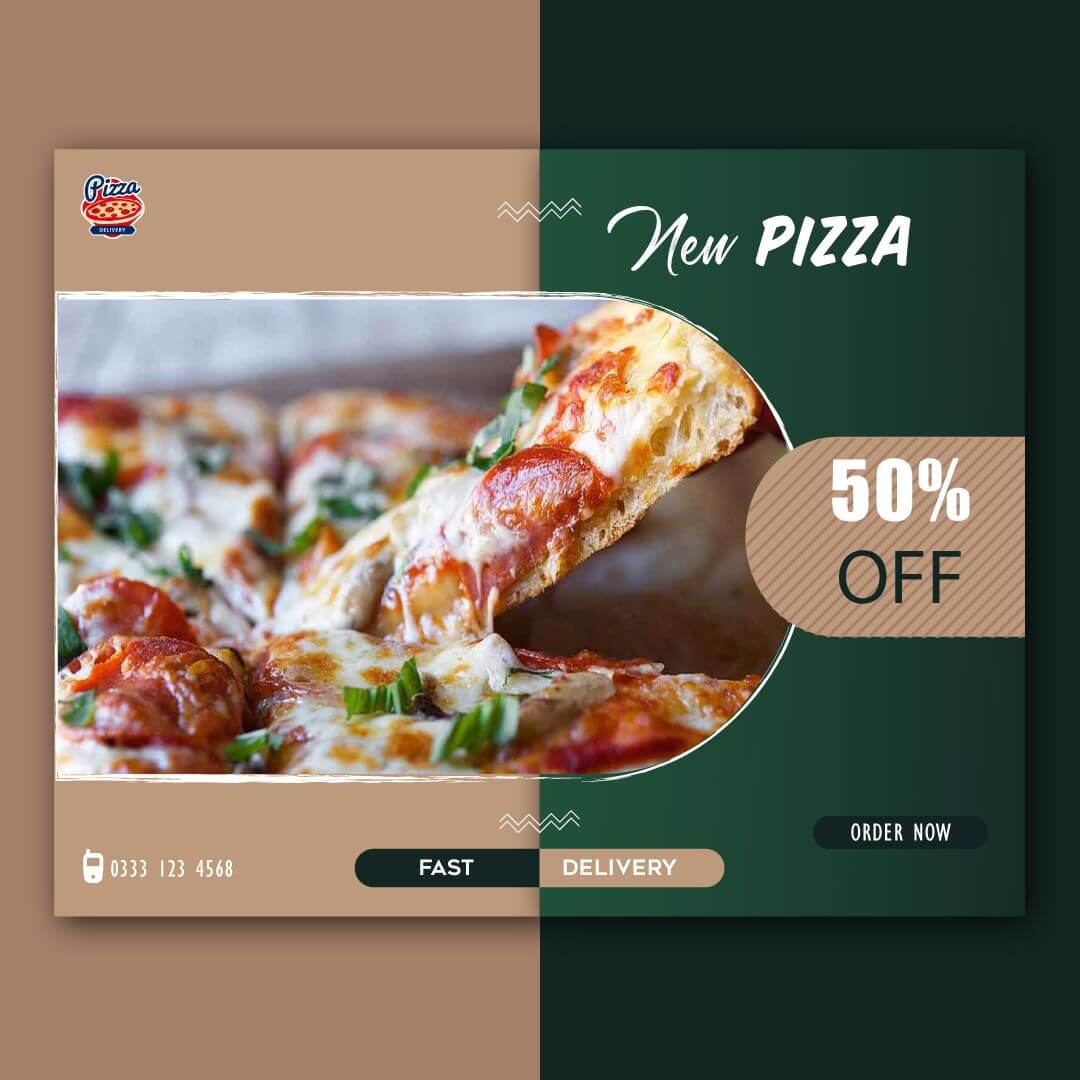 Pizza
DELIVERY
New PIZZA
50%
OFF
ORDER NOW
0333 123 4568
FAST DELIVERY